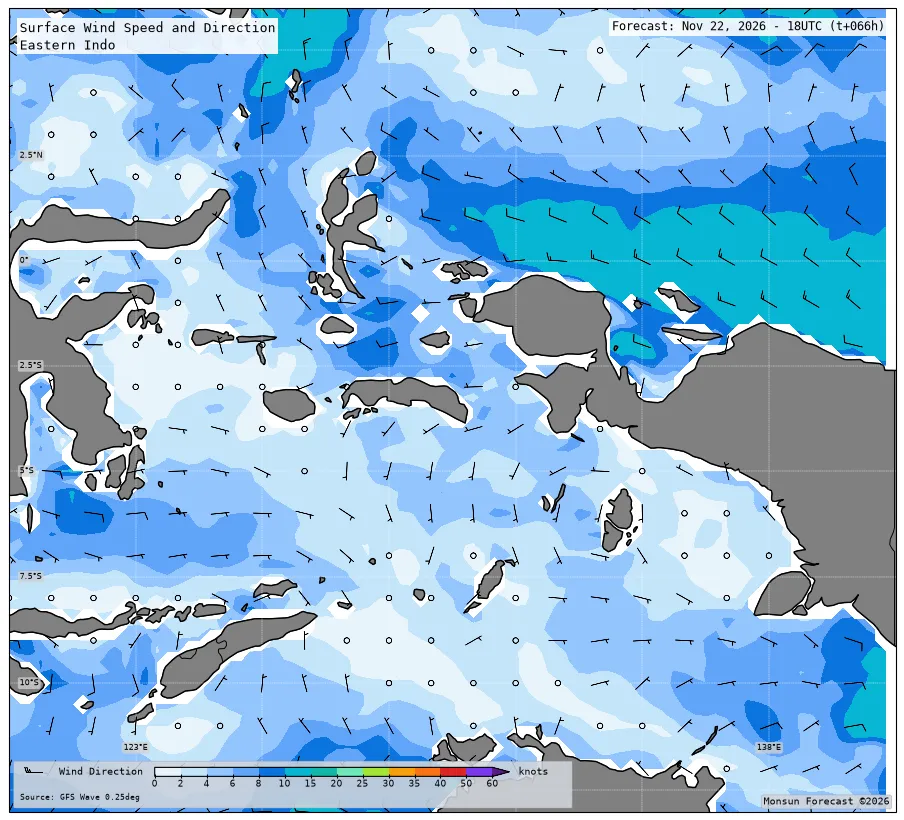 Surface Wind Speed and Direction
Eastern Indo
Forecast: Nov 22, 2026 - 18UTC (t+066h)
2.5°N
0°
2.5°S
5°S
7.5°S
10°S
123°E
138°E
Wind Direction
0 2 4 6 8 10 15 20 25 30 35 40 50 60
knots
Source: GFS Wave 0.25deg
Monsun Forecast ©2026